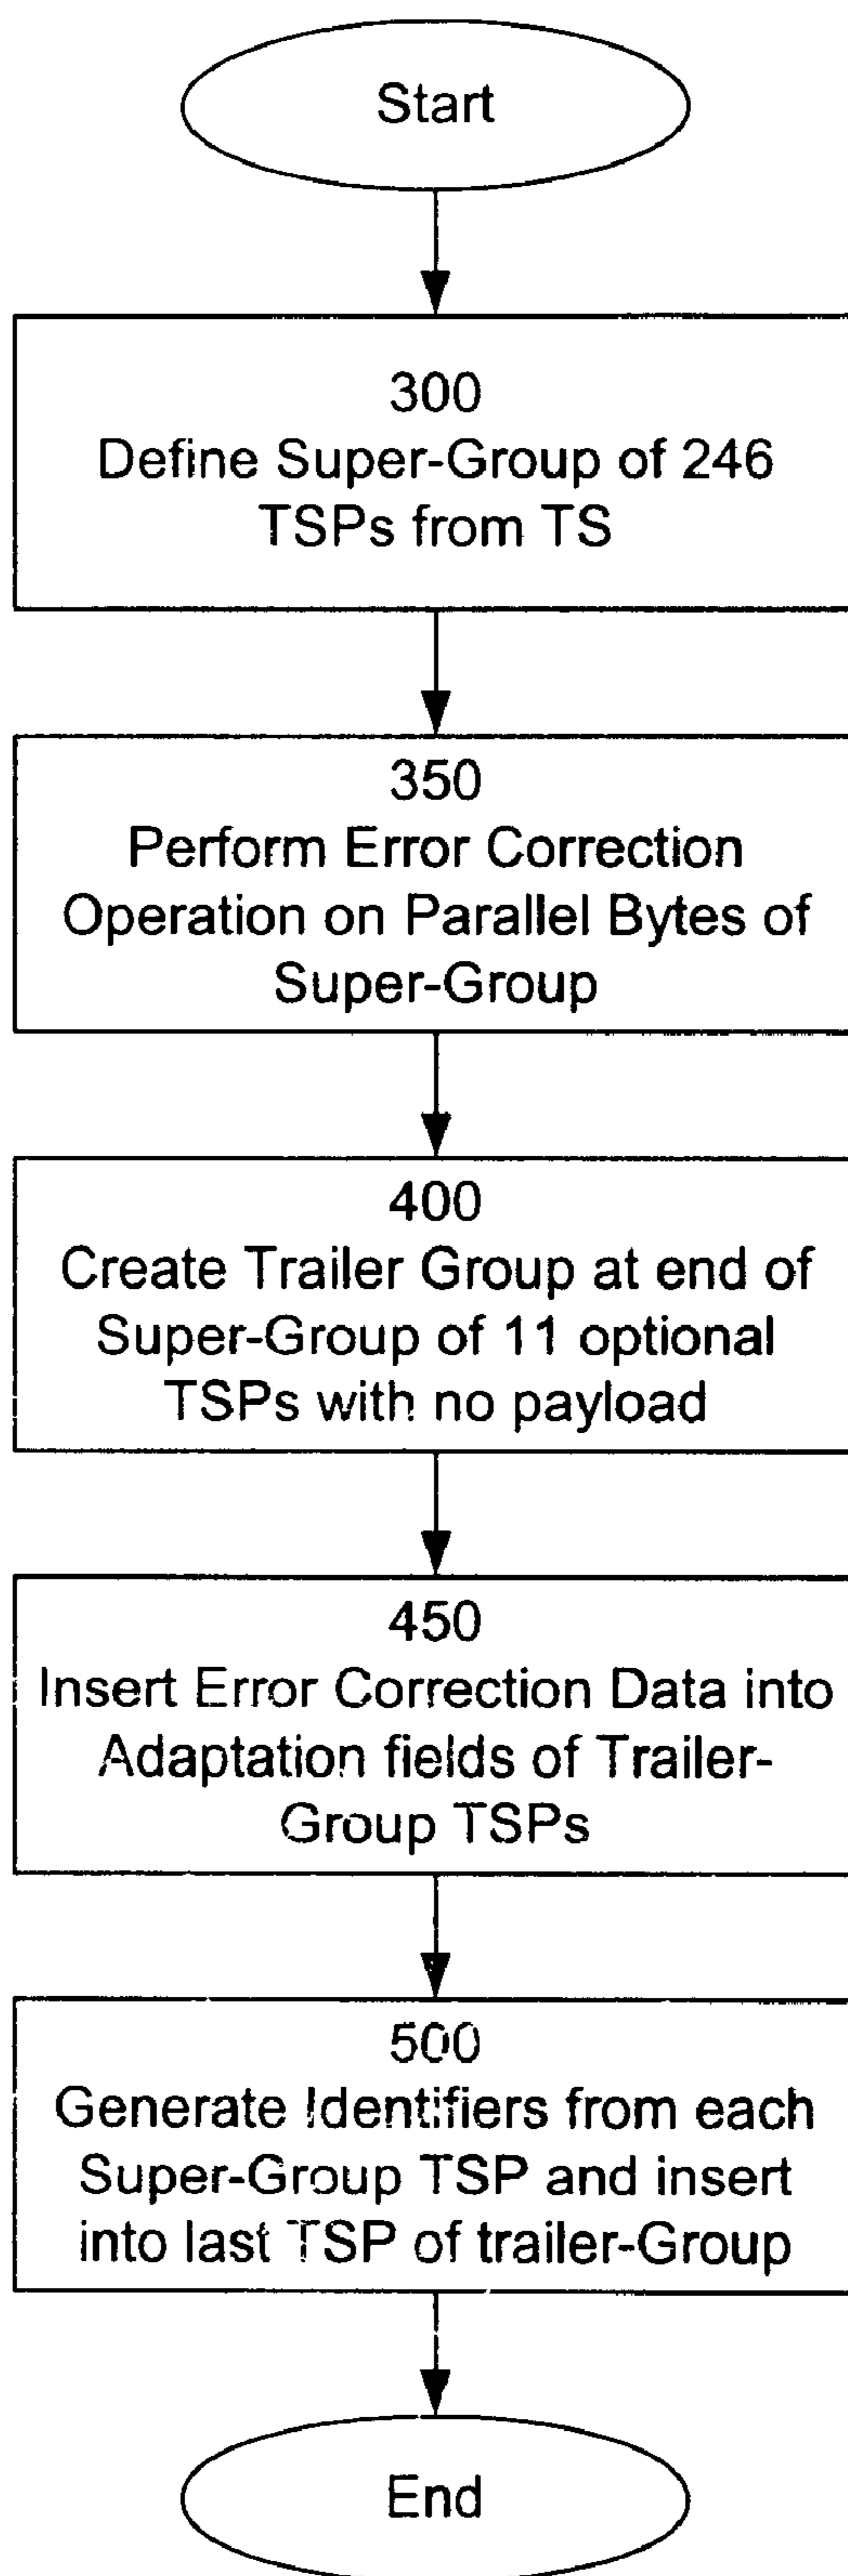 Start
300
Define Super-Group of 246
TSPs from TS
350
Perform Error Correction
Operation on Parallel Bytes of
Super-Group
400
Create Trailer Group at end of
Super-Group of 11 optional
TSPs with no payload
450
Insert Error Correction Data into
Adaptation fields of Trailer-
Group TSPs
500
Generate Identifiers from each
Super-Group TSP and insert
into last TSP of trailer-Group
End